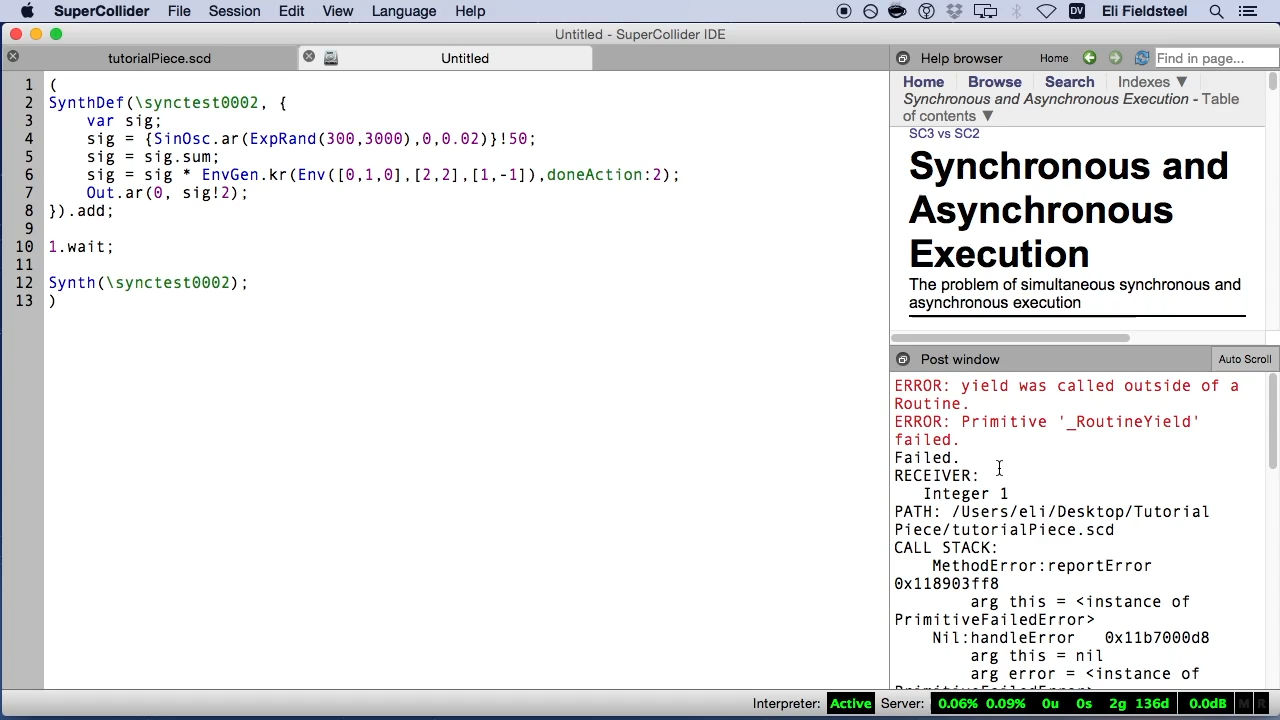 SuperCollider File Session Edit View Language Help DV Eli Fieldsteel
Untitled - SuperCollider IDE
tutorialPiece.scd Untitled
1 (
2 SynthDef(\synctest0002, {
3 var sig;
4 sig = {SinOsc.ar(ExpRand(300,3000),0,0.02)}!50;
5 sig = sig.sum;
6 sig = sig * EnvGen.kr(Env([0,1,0],[2,2],[1,-1]),doneAction:2);
7 Out.ar(0, sig!2);
8 }).add;
9
10 1.wait;
11
12 Synth(\synctest0002);
13 )
Help browser Home Find in page...
Home Browse Search Indexes ▼
Synchronous and Asynchronous Execution - Table
of contents ▼
SC3 vs SC2
Synchronous and
Asynchronous
Execution
The problem of simultaneous synchronous and
asynchronous execution
Post window Auto Scroll
ERROR: yield was called outside of a
Routine.
ERROR: Primitive '_RoutineYield'
failed.
Failed.
RECEIVER:
Integer 1
PATH: /Users/eli/Desktop/Tutorial
Piece/tutorialPiece.scd
CALL STACK:
MethodError:reportError
0x118903ff8
arg this = <instance of
PrimitiveFailedError>
Nil:handleError 0x11b7000d8
arg this = nil
arg error = <instance of
PrimitiveFailedError>
Interpreter: Active Server: 0.06% 0.09% 0u 0s 2g 136d 0.0dB M R